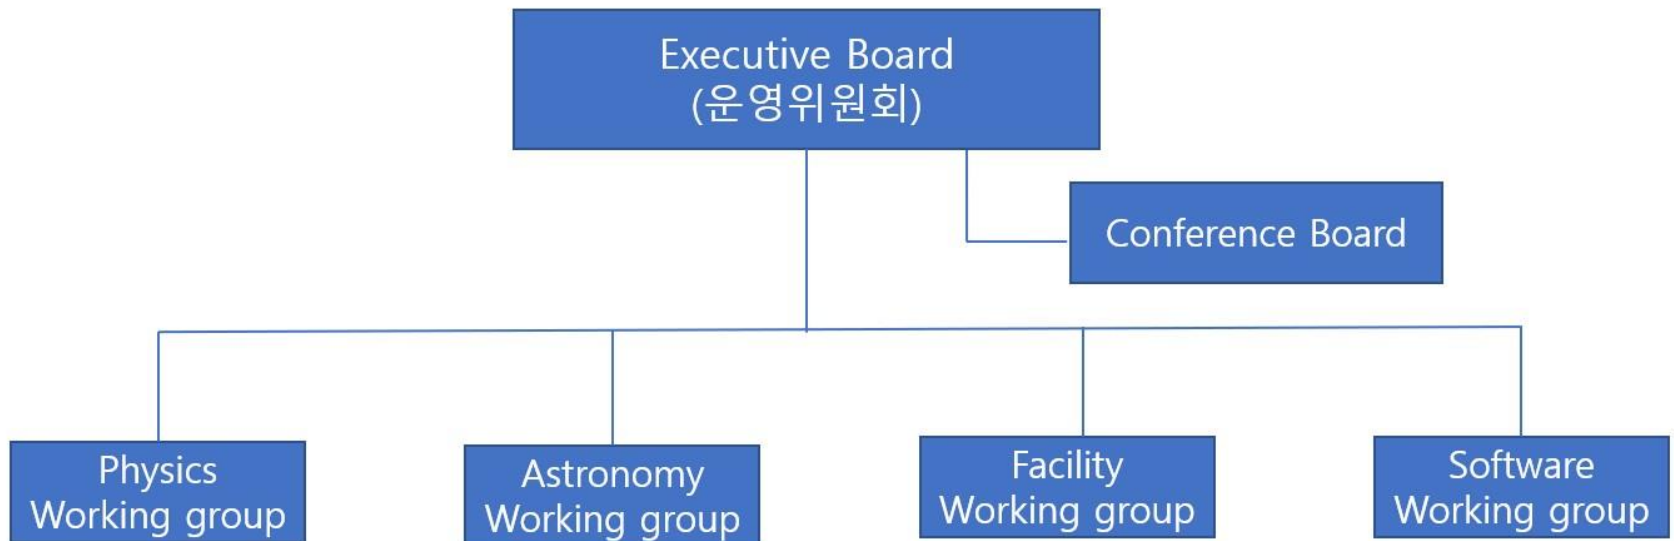 Executive Board
(운영위원회)
Conference Board
Physics
Working group
Astronomy
Working group
Facility
Working group
Software
Working group